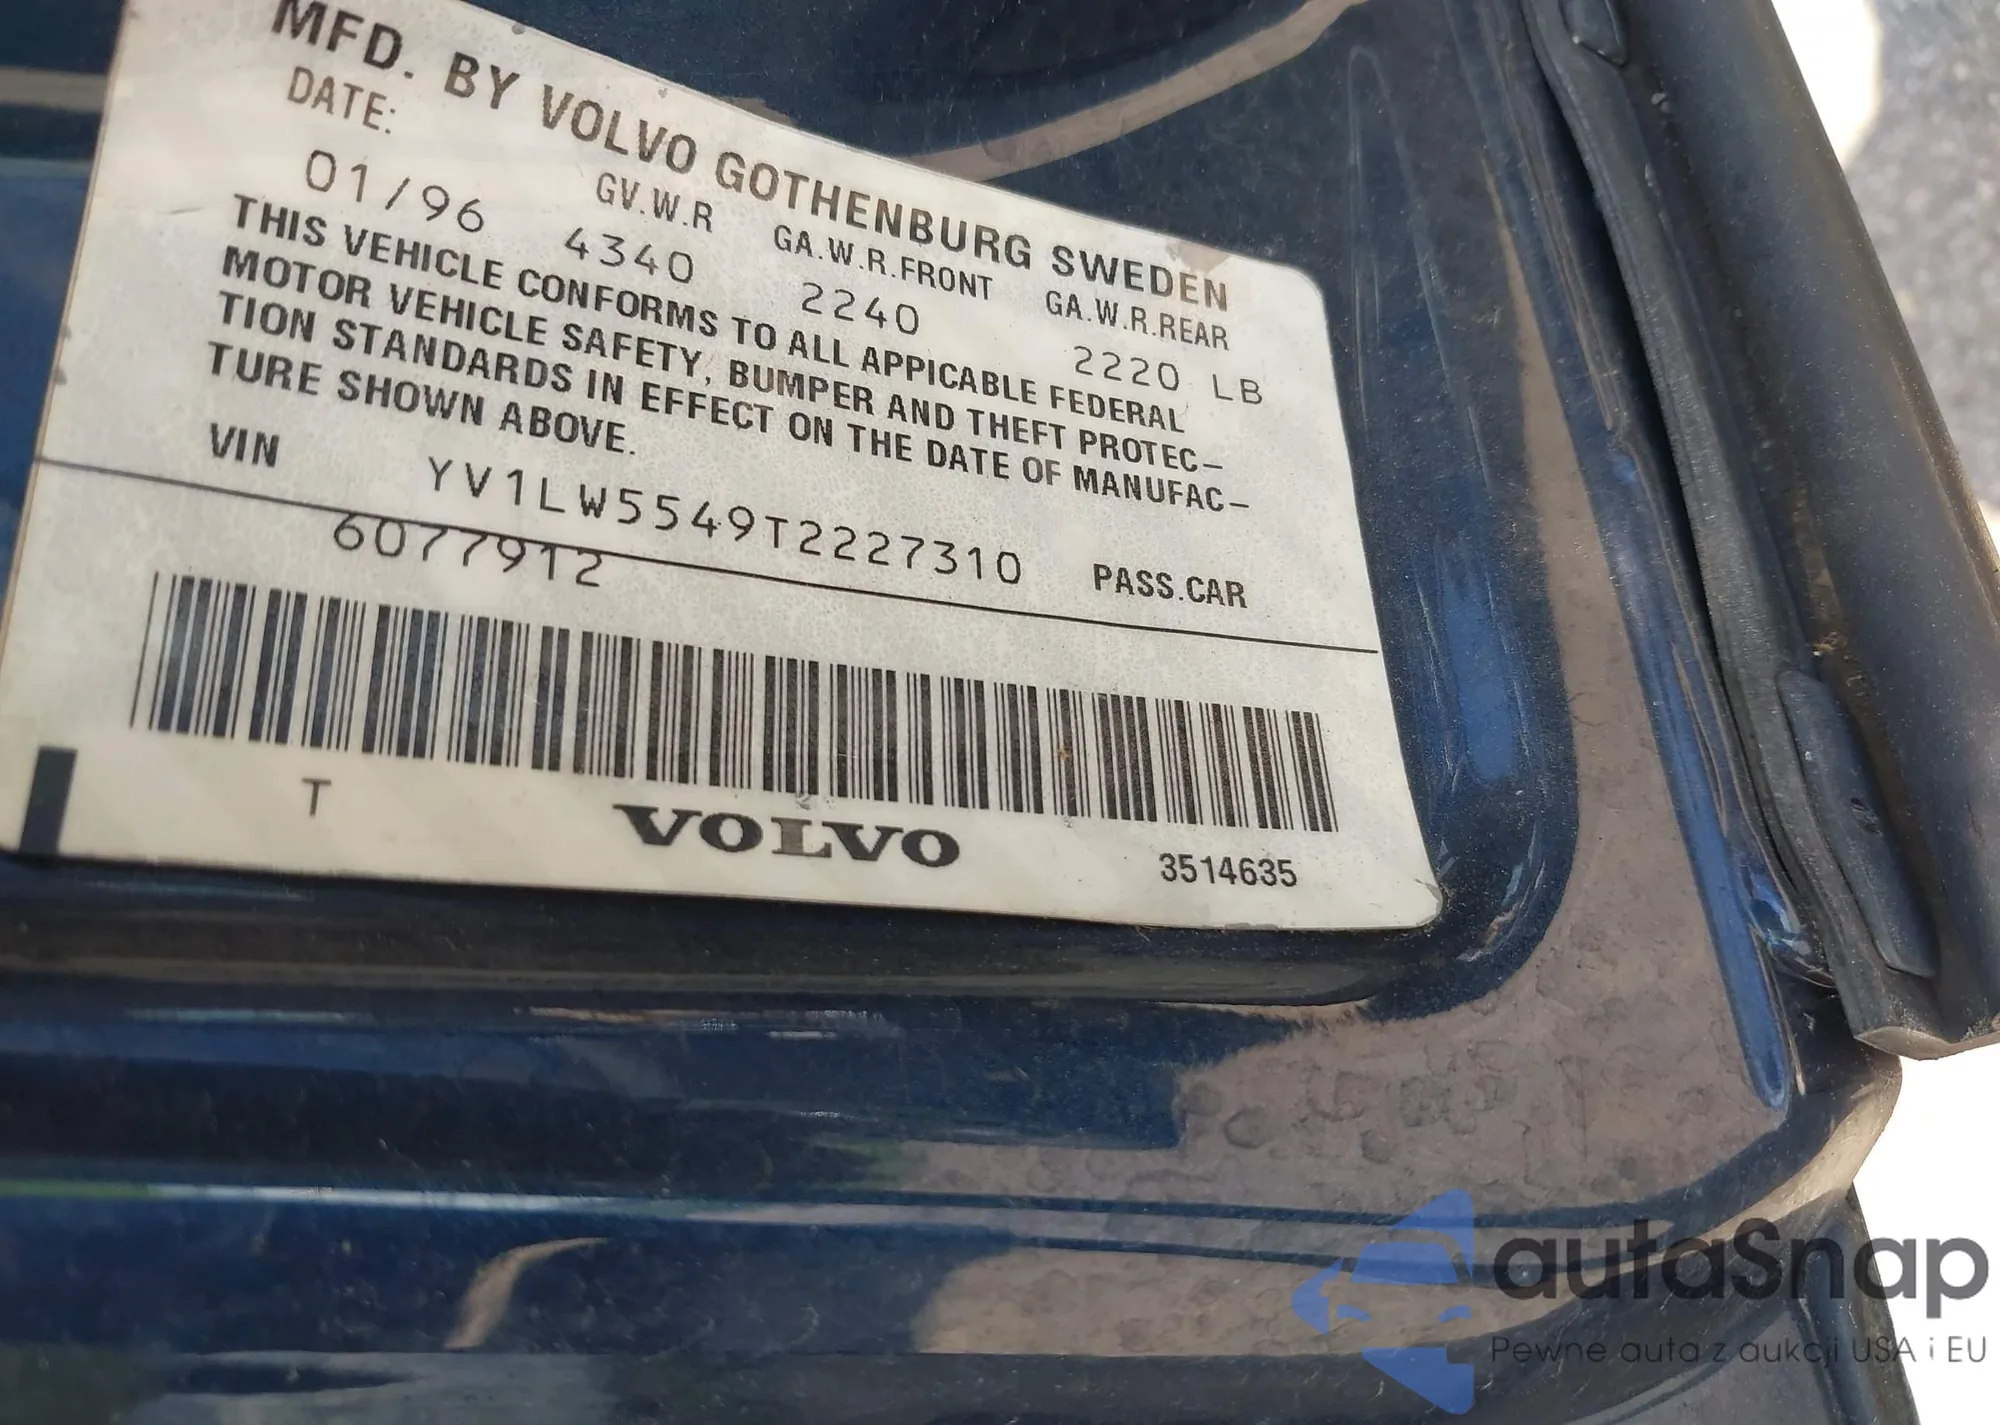 MFD. BY VOLVO GOTHENBURG SWEDEN
DATE: GV.W.R GA.W.R.FRONT GA.W.R.REAR
01/96 4340 2240 2220 LB
THIS VEHICLE CONFORMS TO ALL APPICABLE FEDERAL
MOTOR VEHICLE SAFETY, BUMPER AND THEFT PROTEC-
TION STANDARDS IN EFFECT ON THE DATE OF MANUFAC-
TURE SHOWN ABOVE.
VIN YV1LW5549T2227310 PASS.CAR
6077912
T VOLVO 3514635
autaSnap
Pewne auta z aukcji USA i EU